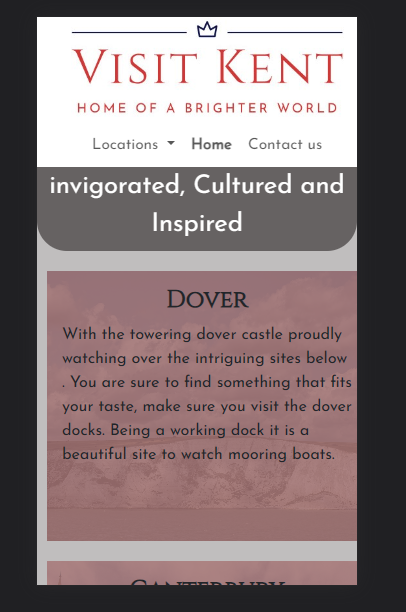 VISIT KENT
HOME OF A BRIGHTER WORLD
Locations Home Contact us
invigorated, Cultured and
Inspired
DOVER
With the towering dover castle proudly
watching over the intriguing sites below
. You are sure to find something that fits
your taste, make sure you visit the dover
docks. Being a working dock it is a
beautiful site to watch mooring boats.
CANTERBURY